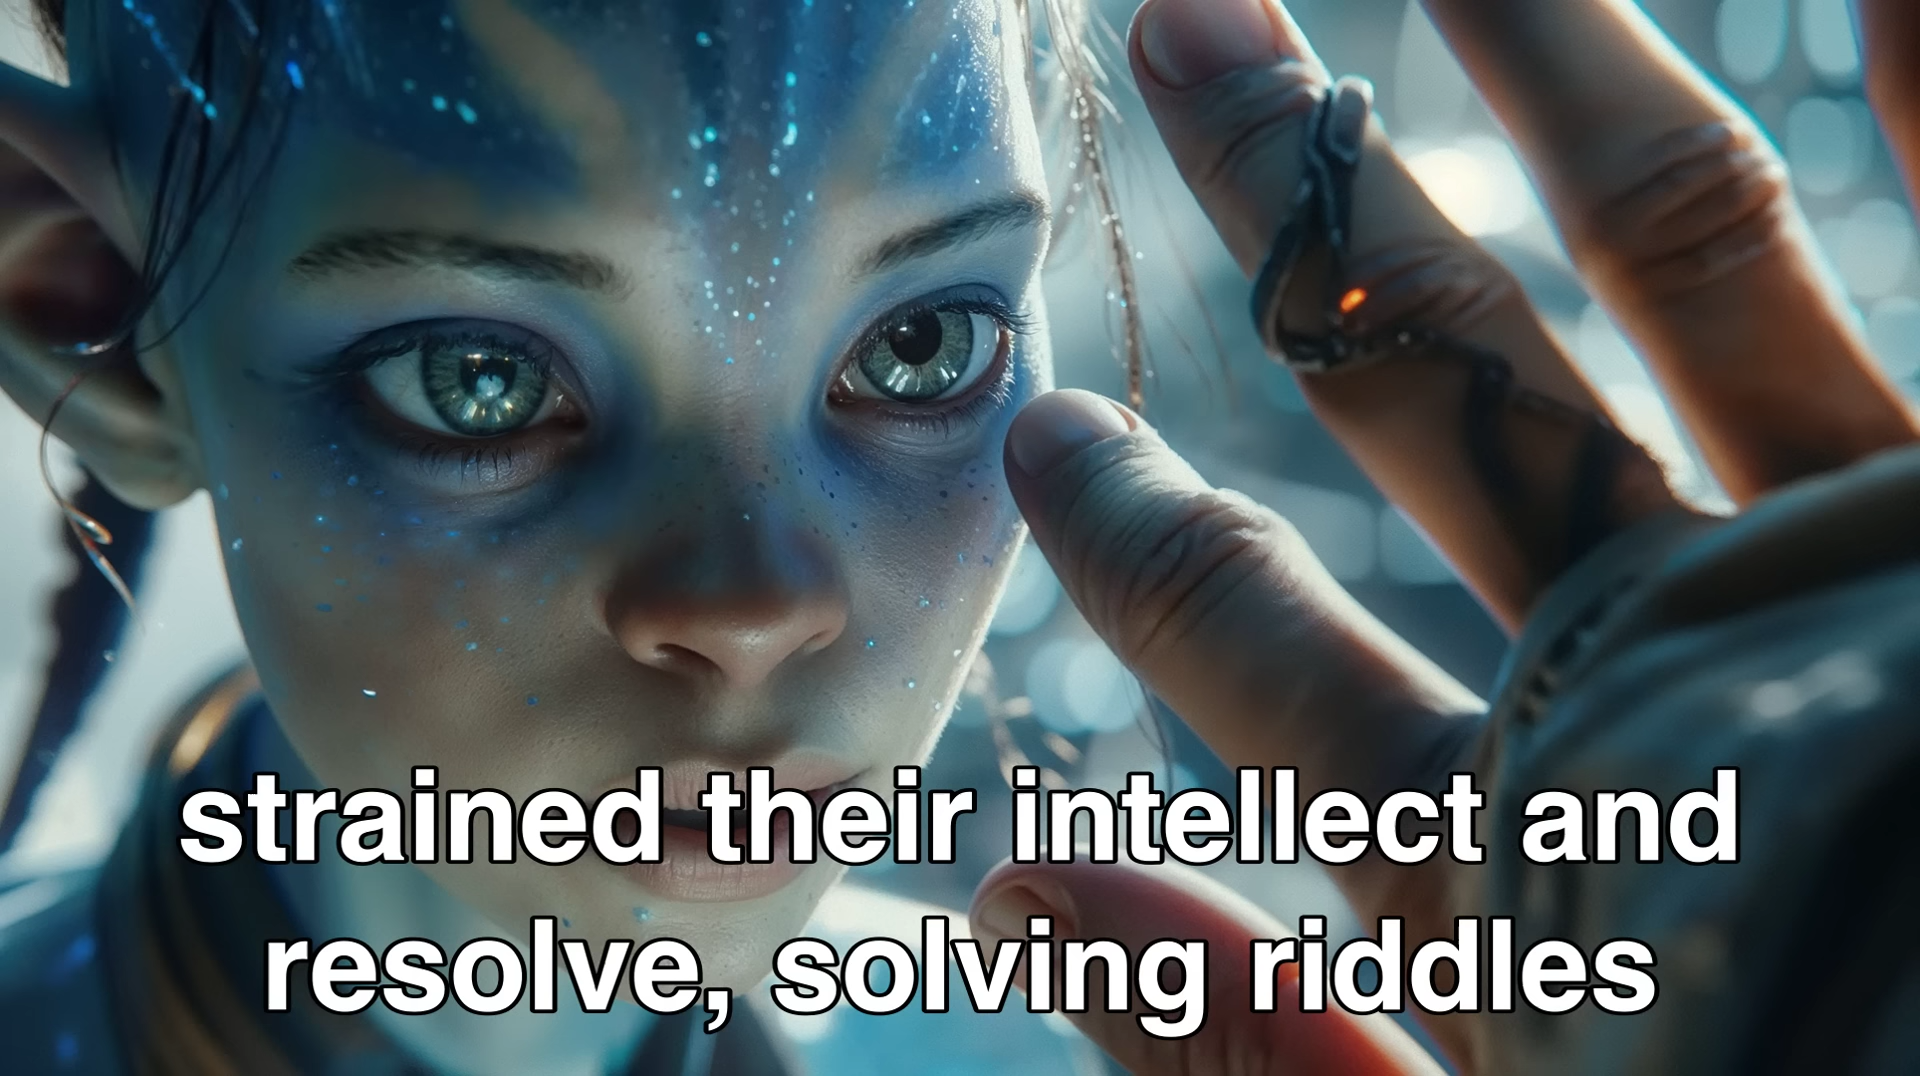 strained their intellect and
resolve, solving riddles